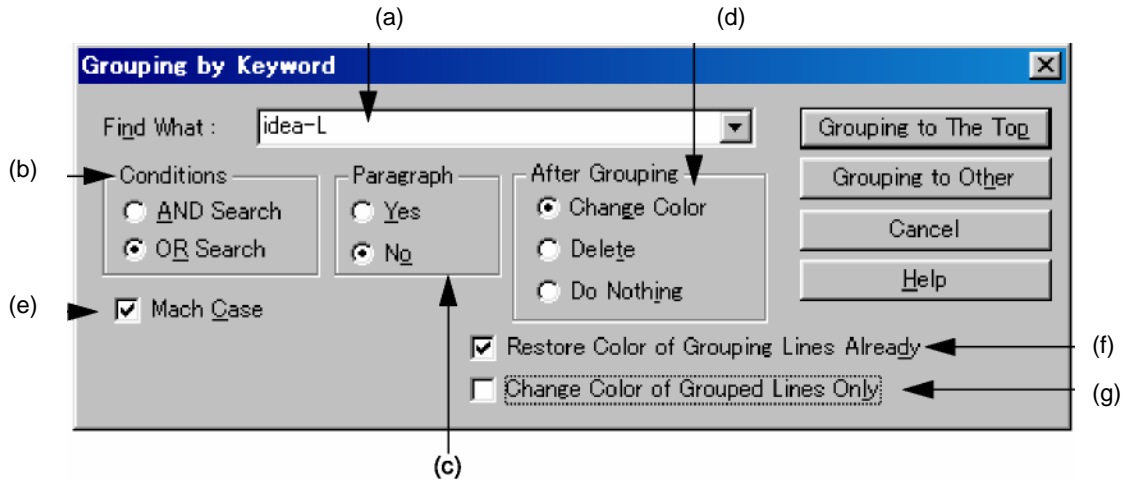 (a) (d)
Grouping by Keyword
Find What : idea-L Grouping to The Top
(b) Conditions Paragraph After Grouping Grouping to Other
AND Search Yes Change Color Cancel
OR Search No Delete Help
(e) Mach Case Do Nothing
Restore Color of Grouping Lines Already (f)
Change Color of Grouped Lines Only (g)
(c)